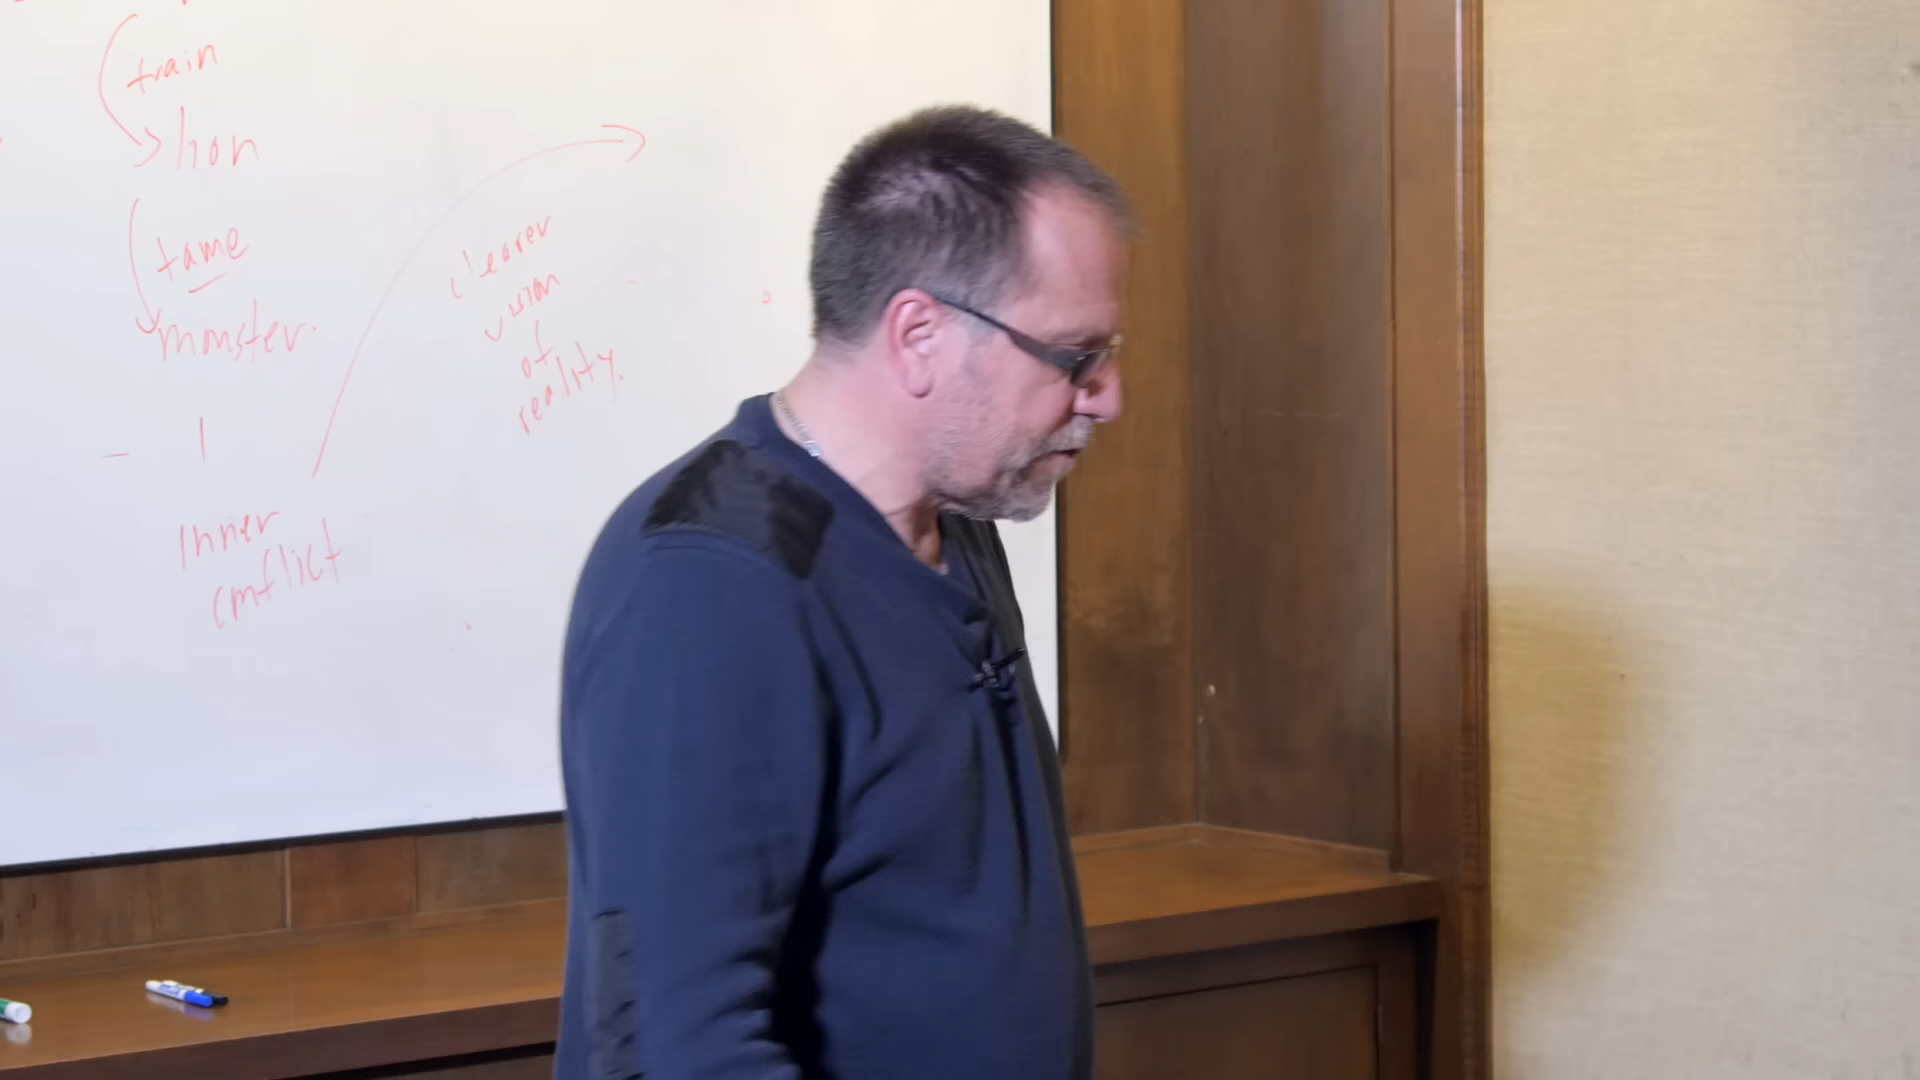 train
lion
tame
monster.
inner
conflict
clearer
vision
of
reality.